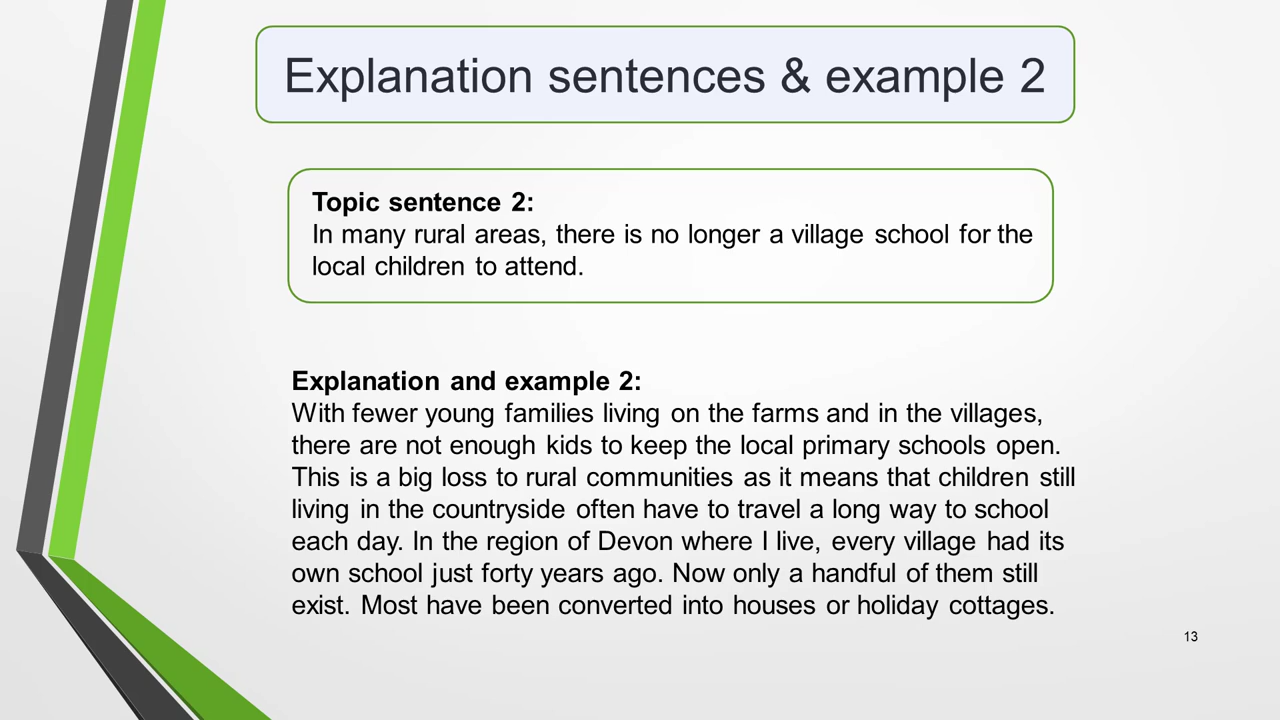 Explanation sentences & example 2
Topic sentence 2:
In many rural areas, there is no longer a village school for the
local children to attend.
Explanation and example 2:
With fewer young families living on the farms and in the villages,
there are not enough kids to keep the local primary schools open.
This is a big loss to rural communities as it means that children still
living in the countryside often have to travel a long way to school
each day. In the region of Devon where I live, every village had its
own school just forty years ago. Now only a handful of them still
exist. Most have been converted into houses or holiday cottages.
13